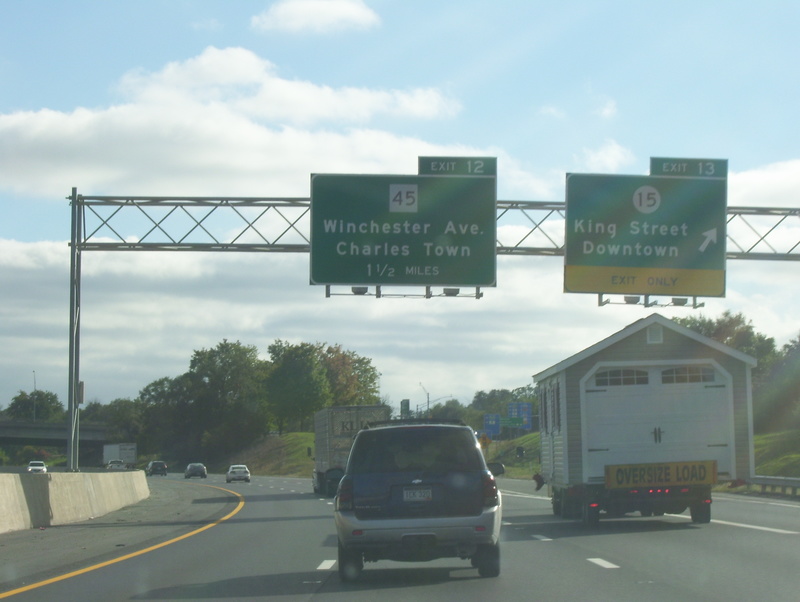 EXIT 12
45
Winchester Ave.
Charles Town
1 1/2 MILES
EXIT 13
15
King Street
Downtown
EXIT ONLY
OVERSIZE LOAD